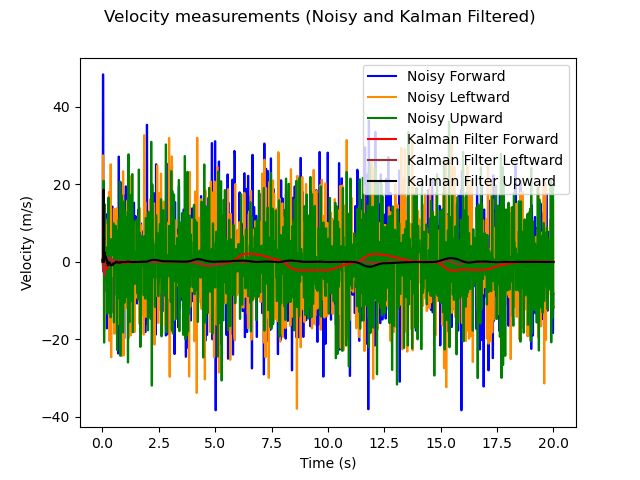 Velocity measurements (Noisy and Kalman Filtered)
Noisy Forward
Noisy Leftward
Noisy Upward
Kalman Filter Forward
Kalman Filter Leftward
Kalman Filter Upward
40
20
0
−20
−40
Velocity (m/s)
0.0 2.5 5.0 7.5 10.0 12.5 15.0 17.5 20.0
Time (s)